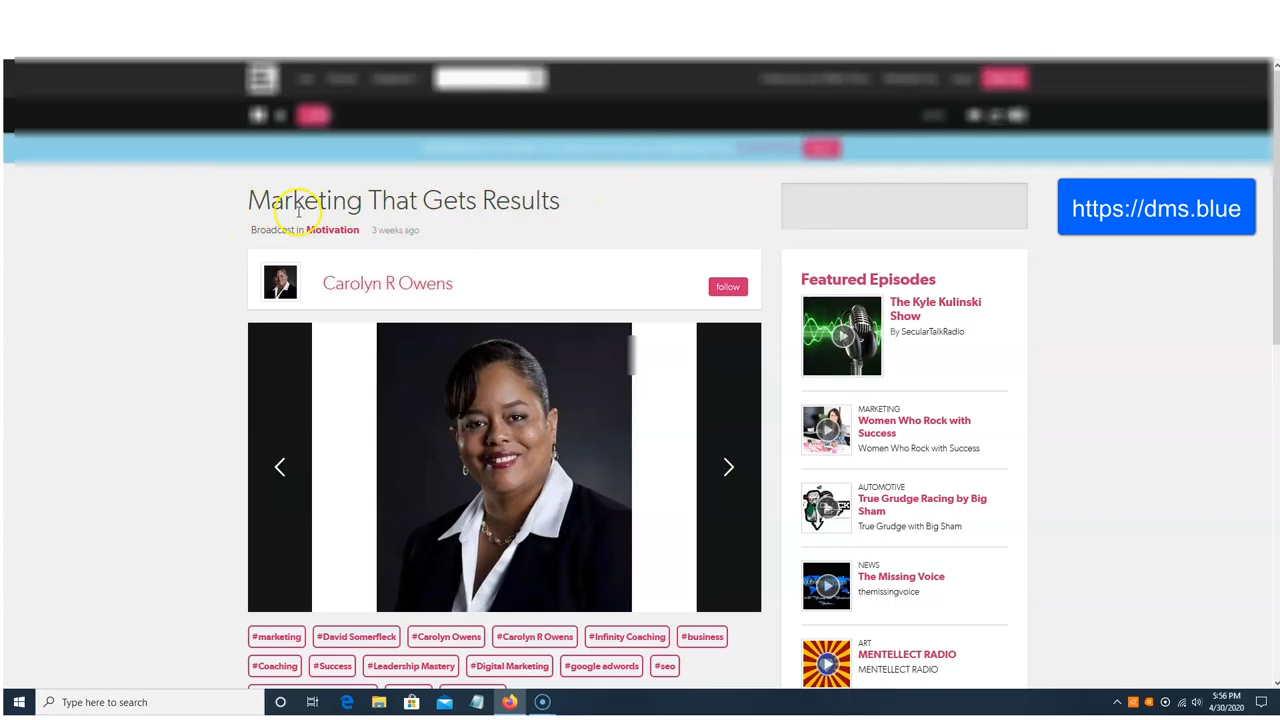 Marketing That Gets Results
Broadcast in Motivation 3 weeks ago
Carolyn R Owens
follow
#marketing #David Somerfleck #Carolyn Owens #Carolyn R Owens #Infinity Coaching #business
#Coaching #Success #Leadership Mastery #Digital Marketing #google adwords #seo
Featured Episodes
The Kyle Kulinski
Show
By SecularTalkRadio
MARKETING
Women Who Rock with
Success
Women Who Rock with Success
AUTOMOTIVE
True Grudge Racing by Big
Sham
True Grudge with Big Sham
NEWS
The Missing Voice
themissingvoice
ART
MENTELLECT RADIO
MENTELLECT RADIO
https://dms.blue
Type here to search
5:56 PM
4/30/2020